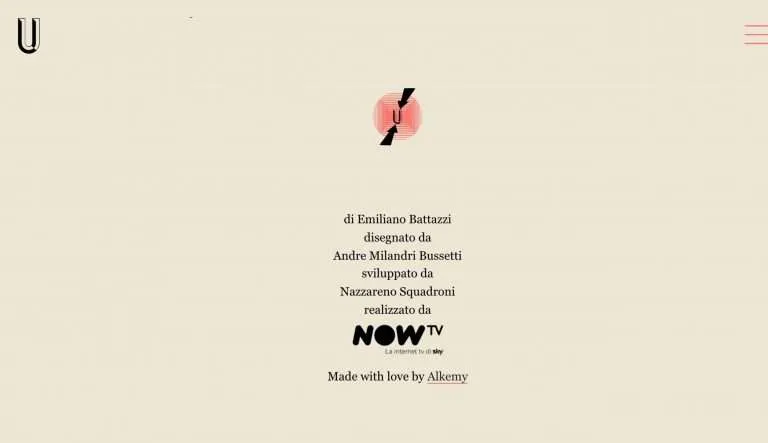 U
U
di Emiliano Battazzi
disegnato da
Andre Milandri Bussetti
sviluppato da
Nazzareno Squadroni
realizzato da
NOW TV
La internet tv di sky
Made with love by Alkemy